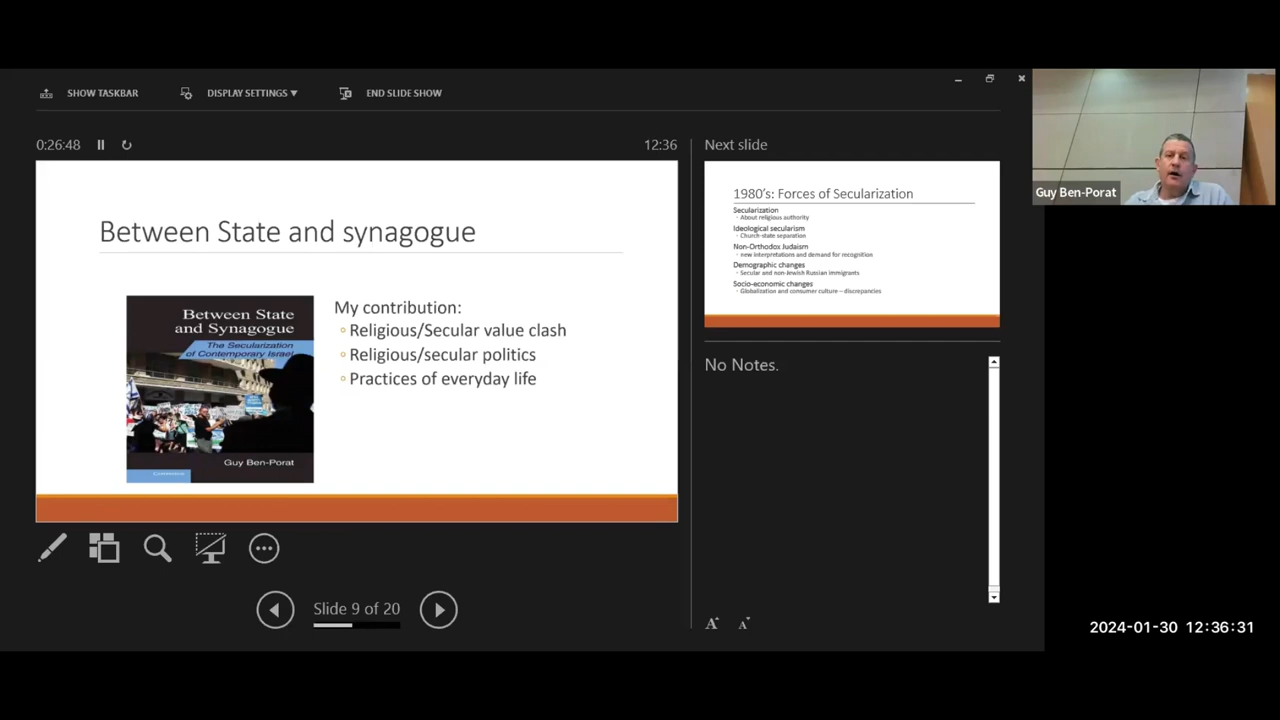 SHOW TASKBAR
DISPLAY SETTINGS ▼
END SLIDE SHOW
0:26:48
12:36
Between State and synagogue
Between State
and Synagogue
The Secularization
of Contemporary Israel
Guy Ben-Porat
My contribution:
Religious/Secular value clash
Religious/secular politics
Practices of everyday life
Slide 9 of 20
Next slide
1980's: Forces of Secularization
Secularization
- About religious authority
Ideological secularism
- Church-state separation
Non-Orthodox Judaism
- new interpretations and demand for recognition
Demographic changes
- Secular and non-Jewish Russian immigrants
Socio-economic changes
- Globalization and consumer culture – discrepancies
No Notes.
A A
Guy Ben-Porat
2024-01-30 12:36:31